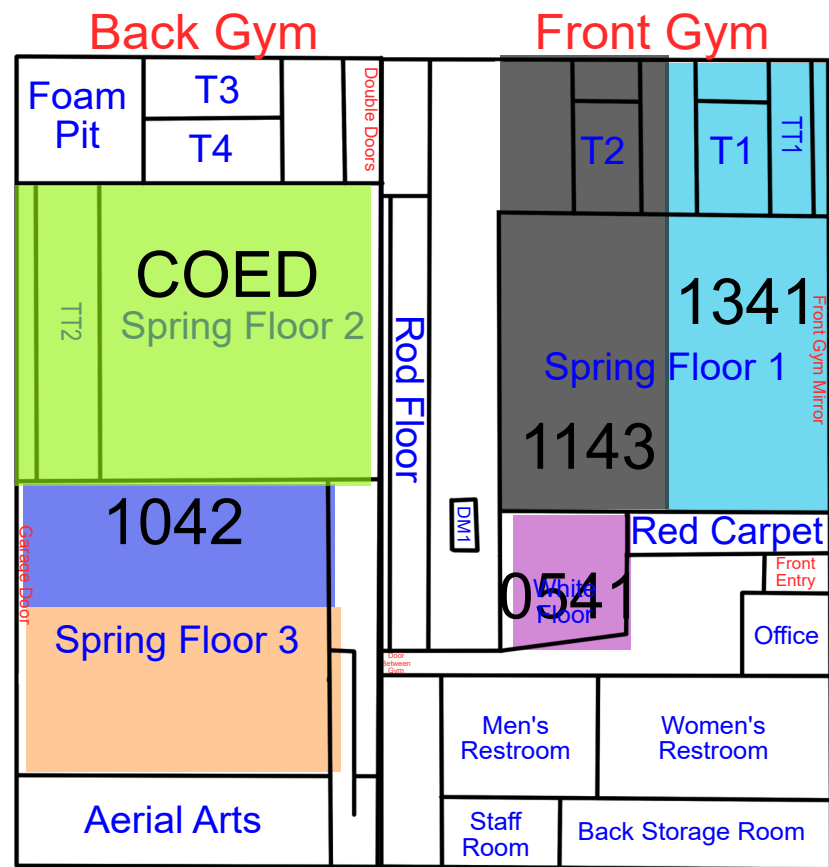 Back Gym
Front Gym
Foam
Pit
T3
T4
Double Doors
T2
T1
TT1
COED
Spring Floor 2
TT2
Rod Floor
1341
Front Gym Mirror
Spring Floor 1
1143
1042
Garage Door
DM1
Red Carpet
0541
White
Floor
Front
Entry
Spring Floor 3
Office
Door
Between
Gym
Men's
Restroom
Women's
Restroom
Aerial Arts
Staff
Room
Back Storage Room